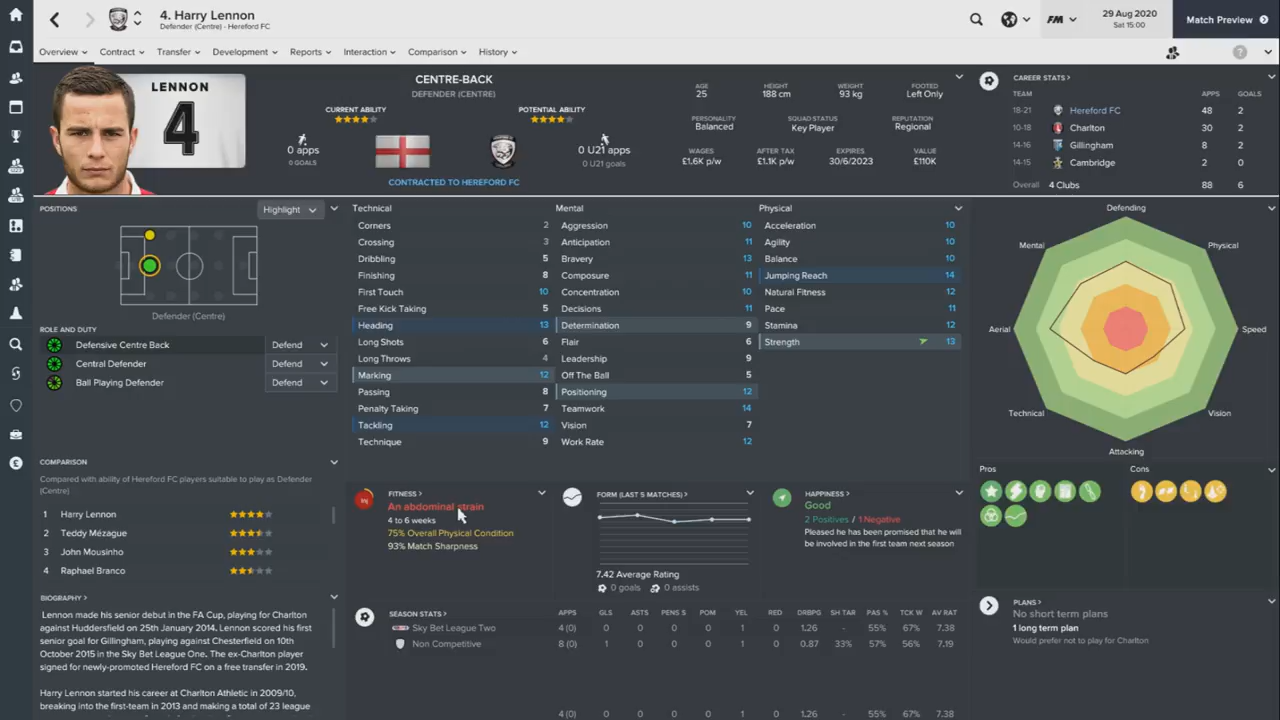 4. Harry Lennon
Defender (Centre) - Hereford FC
FM
29 Aug 2020
Sat 15:00
Match Preview
Overview
Contract
Transfer
Development
Reports
Interaction
Comparison
History
LENNON
4
CENTRE-BACK
DEFENDER (CENTRE)
CURRENT ABILITY
POTENTIAL ABILITY
0 apps
0 GOALS
0 U21 apps
0 U21 goals
CONTRACTED TO HEREFORD FC
AGE
25
HEIGHT
188 cm
WEIGHT
93 kg
FOOTED
Left Only
PERSONALITY
Balanced
SQUAD STATUS
Key Player
REPUTATION
Regional
WAGES
£1.6K p/w
AFTER TAX
£1.1K p/w
EXPIRES
30/6/2023
VALUE
£110K
CAREER STATS >
TEAM APPS GOALS
18-21 Hereford FC 48 2
10-18 Charlton 30 2
14-16 Gillingham 8 2
14-15 Cambridge 2 0
Overall 4 Clubs 88 6
POSITIONS
Highlight
Defender (Centre)
ROLE AND DUTY
Defensive Centre Back Defend
Central Defender Defend
Ball Playing Defender Defend
COMPARISON
Compared with ability of Hereford FC players suitable to play as Defender
(Centre)
1 Harry Lennon
2 Teddy Mézague
3 John Mousinho
4 Raphael Branco
BIOGRAPHY >
Lennon made his senior debut in the FA Cup, playing for Charlton
against Huddersfield on 25th January 2014. Lennon scored his first
senior goal for Gillingham, playing against Chesterfield on 10th
October 2015 in the Sky Bet League One. The ex-Charlton player
signed for newly-promoted Hereford FC on a free transfer in 2019.
Harry Lennon started his career at Charlton Athletic in 2009/10,
breaking into the first-team in 2013 and making a total of 23 league
Technical
Corners 2
Crossing 3
Dribbling 5
Finishing 8
First Touch 10
Free Kick Taking 5
Heading 13
Long Shots 6
Long Throws 4
Marking 12
Passing 8
Penalty Taking 7
Tackling 12
Technique 9
Mental
Aggression 10
Anticipation 11
Bravery 13
Composure 11
Concentration 10
Decisions 11
Determination 9
Flair 6
Leadership 9
Off The Ball 5
Positioning 12
Teamwork 14
Vision 7
Work Rate 12
Physical
Acceleration 10
Agility 10
Balance 10
Jumping Reach 14
Natural Fitness 12
Pace 11
Stamina 12
Strength 13
Defending
Physical
Speed
Vision
Attacking
Technical
Aerial
Mental
FITNESS >
Inj
An abdominal strain
4 to 6 weeks
75% Overall Physical Condition
93% Match Sharpness
FORM (LAST 5 MATCHES) >
7.42 Average Rating
0 goals 0 assists
HAPPINESS >
Good
2 Positives / 1 Negative
Pleased he has been promised that he will
be involved in the first team next season
Pros
Cons
SEASON STATS > APPS GLS ASTS PENS S POM YEL RED DRBPG SH TAR PAS % TCK W AV RAT
Sky Bet League Two 4 (0) 0 0 0 0 1 0 1.26 - 55% 67% 7.38
Non Competitive 8 (0) 1 0 0 0 1 0 0.87 33% 57% 56% 7.19
4 (0) 0 0 0 0 1 0 1.26 - 55% 67% 7.38
PLANS >
No short term plans
1 long term plan
Would prefer not to play for Charlton